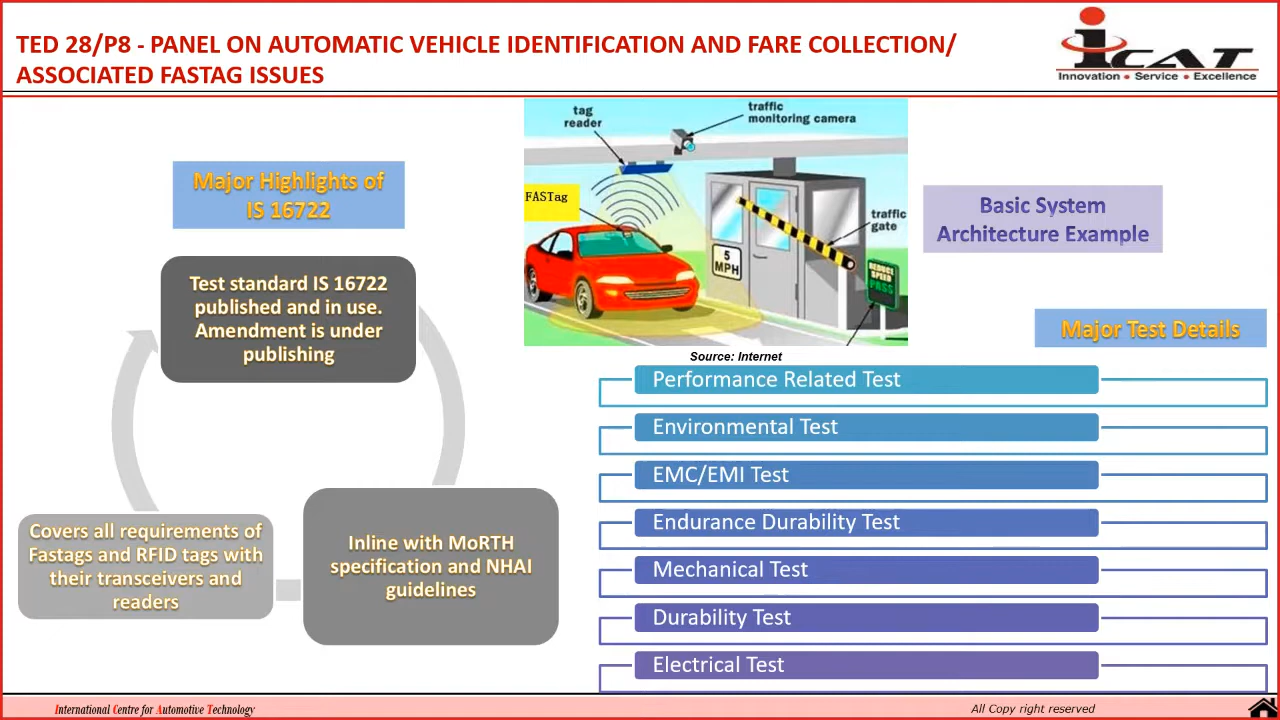 TED 28/P8 - PANEL ON AUTOMATIC VEHICLE IDENTIFICATION AND FARE COLLECTION/
ASSOCIATED FASTAG ISSUES
iCAT
Innovation • Service • Excellence
Major Highlights of
IS 16722
Test standard IS 16722
published and in use.
Amendment is under
publishing
Inline with MoRTH
specification and NHAI
guidelines
Covers all requirements of
Fastags and RFID tags with
their transceivers and
readers
tag
reader
traffic
monitoring camera
FASTag
traffic
gate
5
MPH
REDUCE
SPEED
PASS
Source: Internet
Basic System
Architecture Example
Major Test Details
Performance Related Test
Environmental Test
EMC/EMI Test
Endurance Durability Test
Mechanical Test
Durability Test
Electrical Test
International Centre for Automotive Technology
All Copy right reserved